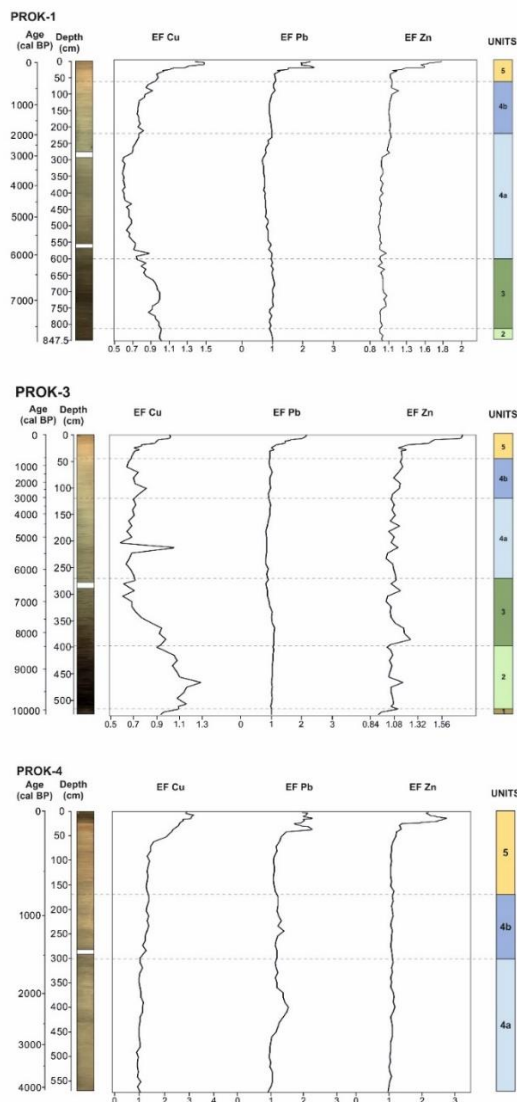 PROK-1
Age
(cal BP)
Depth
(cm)
EF Cu
EF Pb
EF Zn
UNITS
0
1000
2000
3000
4000
5000
6000
7000
0
50
100
150
200
250
300
350
400
450
500
550
600
650
700
750
800
847.5
0.5 0.7 0.9 1.1 1.3 1.5
0 1 2 3
0.8 1.1 1.3 1.6 1.8 2
5
4b
4a
3
2
PROK-3
Age
(cal BP)
Depth
(cm)
EF Cu
EF Pb
EF Zn
UNITS
0
1000
2000
3000
4000
5000
6000
7000
8000
9000
10000
0
50
100
150
200
250
300
350
400
450
500
0.5 0.7 0.9 1.1 1.3
0 1 2 3
0.84 1.08 1.32 1.56
5
4b
4a
3
2
1
PROK-4
Age
(cal BP)
Depth
(cm)
EF Cu
EF Pb
EF Zn
UNITS
0
1000
2000
3000
4000
0
50
100
150
200
250
300
350
400
450
500
550
0 1 2 3 4
0 1 2 3
0 1 2 3
5
4b
4a